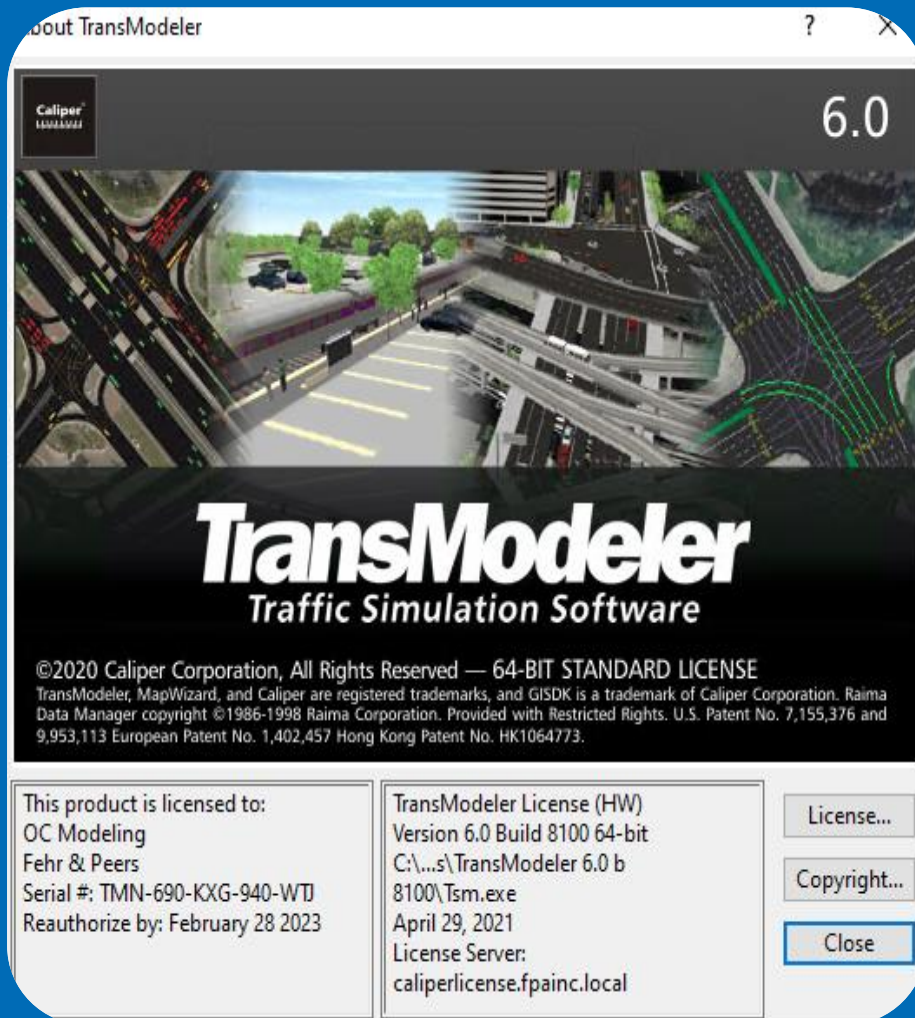 About TransModeler
?
Caliper
6.0
TransModeler
Traffic Simulation Software
©2020 Caliper Corporation, All Rights Reserved — 64-BIT STANDARD LICENSE
TransModeler, MapWizard, and Caliper are registered trademarks, and GISDK is a trademark of Caliper Corporation. Raima
Data Manager copyright ©1986-1998 Raima Corporation. Provided with Restricted Rights. U.S. Patent No. 7,155,376 and
9,953,113 European Patent No. 1,402,457 Hong Kong Patent No. HK1064773.
This product is licensed to:
OC Modeling
Fehr & Peers
Serial #: TMN-690-KXG-940-WTJ
Reauthorize by: February 28 2023
TransModeler License (HW)
Version 6.0 Build 8100 64-bit
C:\...s\TransModeler 6.0 b
8100\Tsm.exe
April 29, 2021
License Server:
caliperlicense.fpainc.local
License...
Copyright...
Close